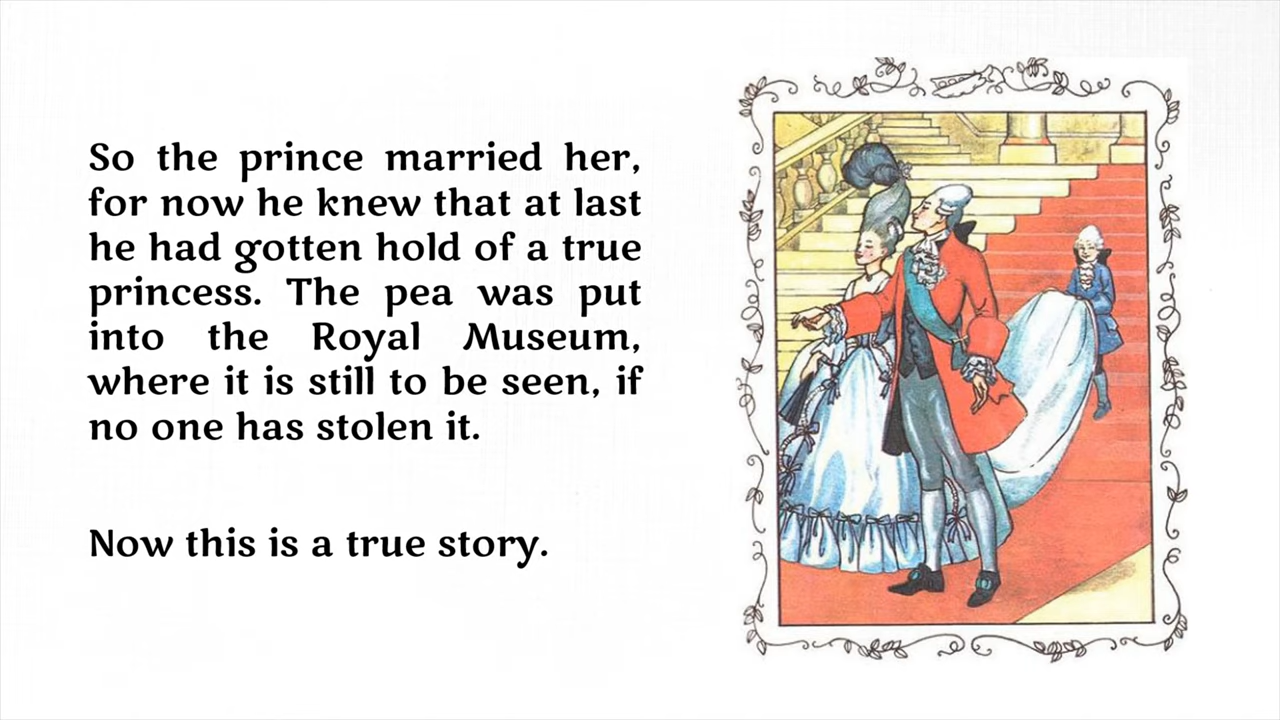 So the prince married her,
for now he knew that at last
he had gotten hold of a true
princess. The pea was put
into the Royal Museum,
where it is still to be seen, if
no one has stolen it.
Now this is a true story.